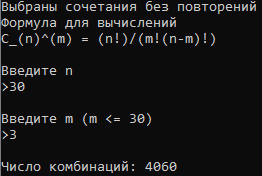 Выбраны сочетания без повторений
Формула для вычислений
C_(n)^(m) = (n!)/(m!(n-m)!)
Введите n
>30
Введите m (m <= 30)
>3
Число комбинаций: 4060